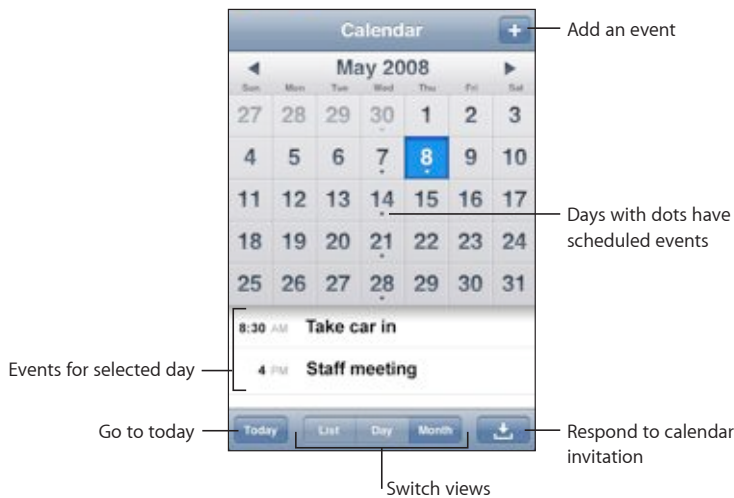 Calendar
+
Add an event
May 2008
Sun Mon Tue Wed Thu Fri Sat
27 28 29 30 1 2 3
4 5 6 7 8 9 10
11 12 13 14 15 16 17
Days with dots have
scheduled events
18 19 20 21 22 23 24
25 26 27 28 29 30 31
8:30 AM Take car in
Events for selected day
4 PM Staff meeting
Go to today
Today
List
Day
Month
Respond to calendar
invitation
Switch views